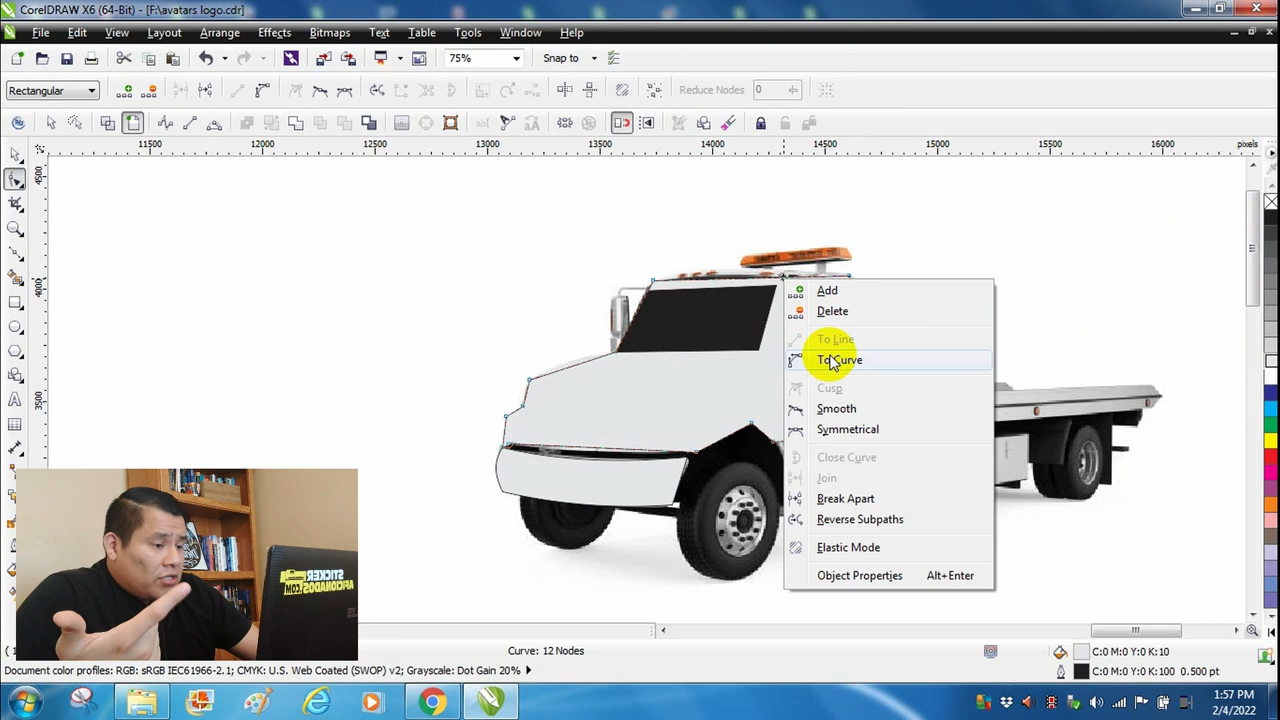 CorelDRAW X6 (64-Bit) - [F:\avatars logo.cdr]
File Edit View Layout Arrange Effects Bitmaps Text Table Tools Window Help
75% Snap to
Rectangular Reduce Nodes 0
11500 12000 12500 13000 13500 14000 14500 15000 15500 16000 pixels
4500
4000
3500
Add
Delete
To Line
To Curve
Cusp
Smooth
Symmetrical
Close Curve
Join
Break Apart
Reverse Subpaths
Elastic Mode
Object Properties Alt+Enter
STICKER
AFICIONADOS.COM
Curve: 12 Nodes
C:0 M:0 Y:0 K:10
Document color profiles: RGB: sRGB IEC61966-2.1; CMYK: U.S. Web Coated (SWOP) v2; Grayscale: Dot Gain 20%
C:0 M:0 Y:0 K:100 0.500 pt
1:57 PM
2/4/2022